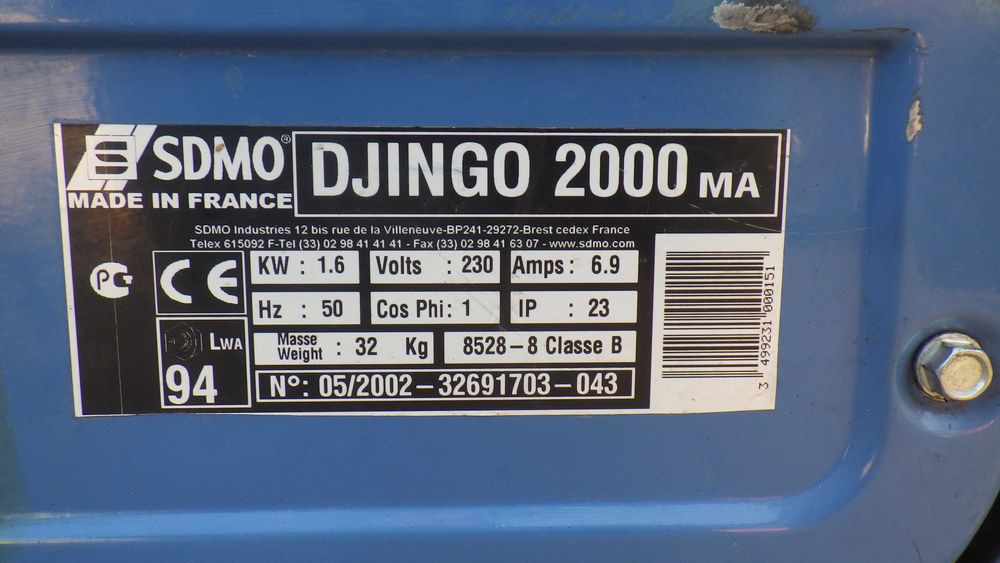 SDMO®
MADE IN FRANCE
DJINGO 2000 MA
SDMO Industries 12 bis rue de la Villeneuve-BP241-29272-Brest cedex France
Telex 615092 F-Tel (33) 02 98 41 41 41 - Fax (33) 02 98 41 63 07 - www.sdmo.com
KW : 1.6 Volts : 230 Amps : 6.9
Hz : 50 Cos Phi : 1 IP : 23
Masse
Weight : 32 Kg 8528-8 Classe B
N°: 05/2002-32691703-043
CE
LWA
94
3 499231 000151